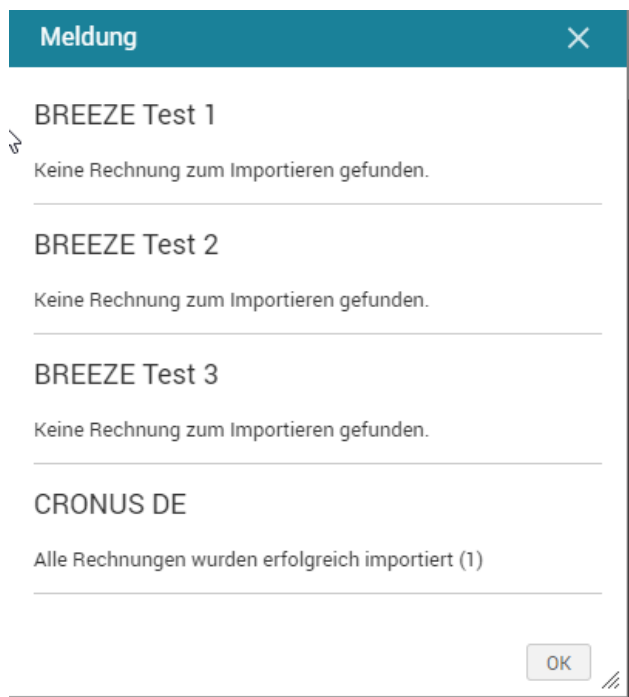 Meldung
BREEZE Test 1
Keine Rechnung zum Importieren gefunden.
BREEZE Test 2
Keine Rechnung zum Importieren gefunden.
BREEZE Test 3
Keine Rechnung zum Importieren gefunden.
CRONUS DE
Alle Rechnungen wurden erfolgreich importiert (1)
OK